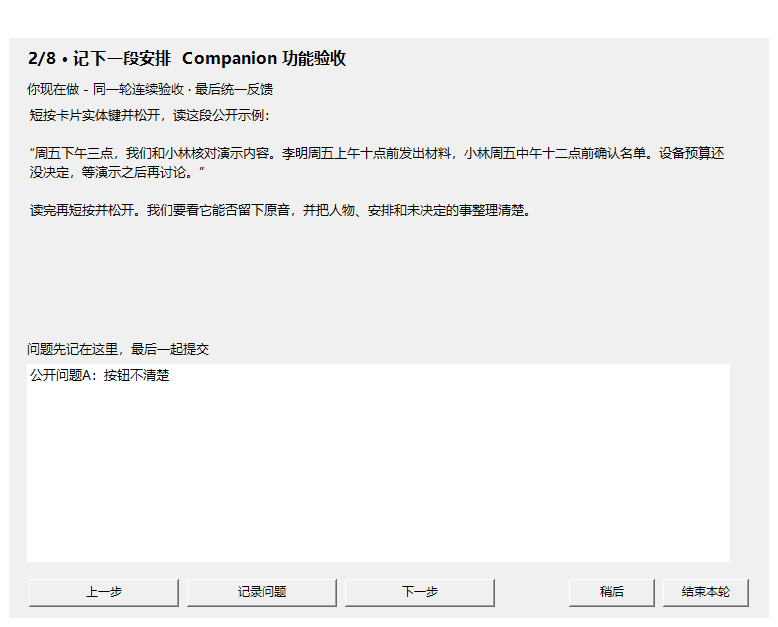 2/8 • 记下一段安排 Companion 功能验收
你现在做 - 同一轮连续验收 · 最后统一反馈
短按卡片实体键并松开，读这段公开示例：
“周五下午三点，我们和小林核对演示内容。李明周五上午十点前发出材料，小林周五中午十二点前确认名单。设备预算还
没决定，等演示之后再讨论。”
读完再短按并松开。我们要看它能否留下原音，并把人物、安排和未决定的事整理清楚。
问题先记在这里，最后一起提交
公开问题A：按钮不清楚
上一步
记录问题
下一步
稍后
结束本轮